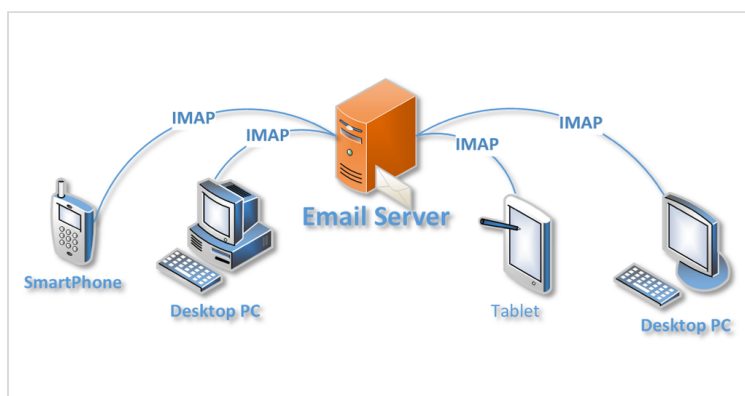 IMAP
IMAP
IMAP
IMAP
Email Server
SmartPhone
Desktop PC
Tablet
Desktop PC